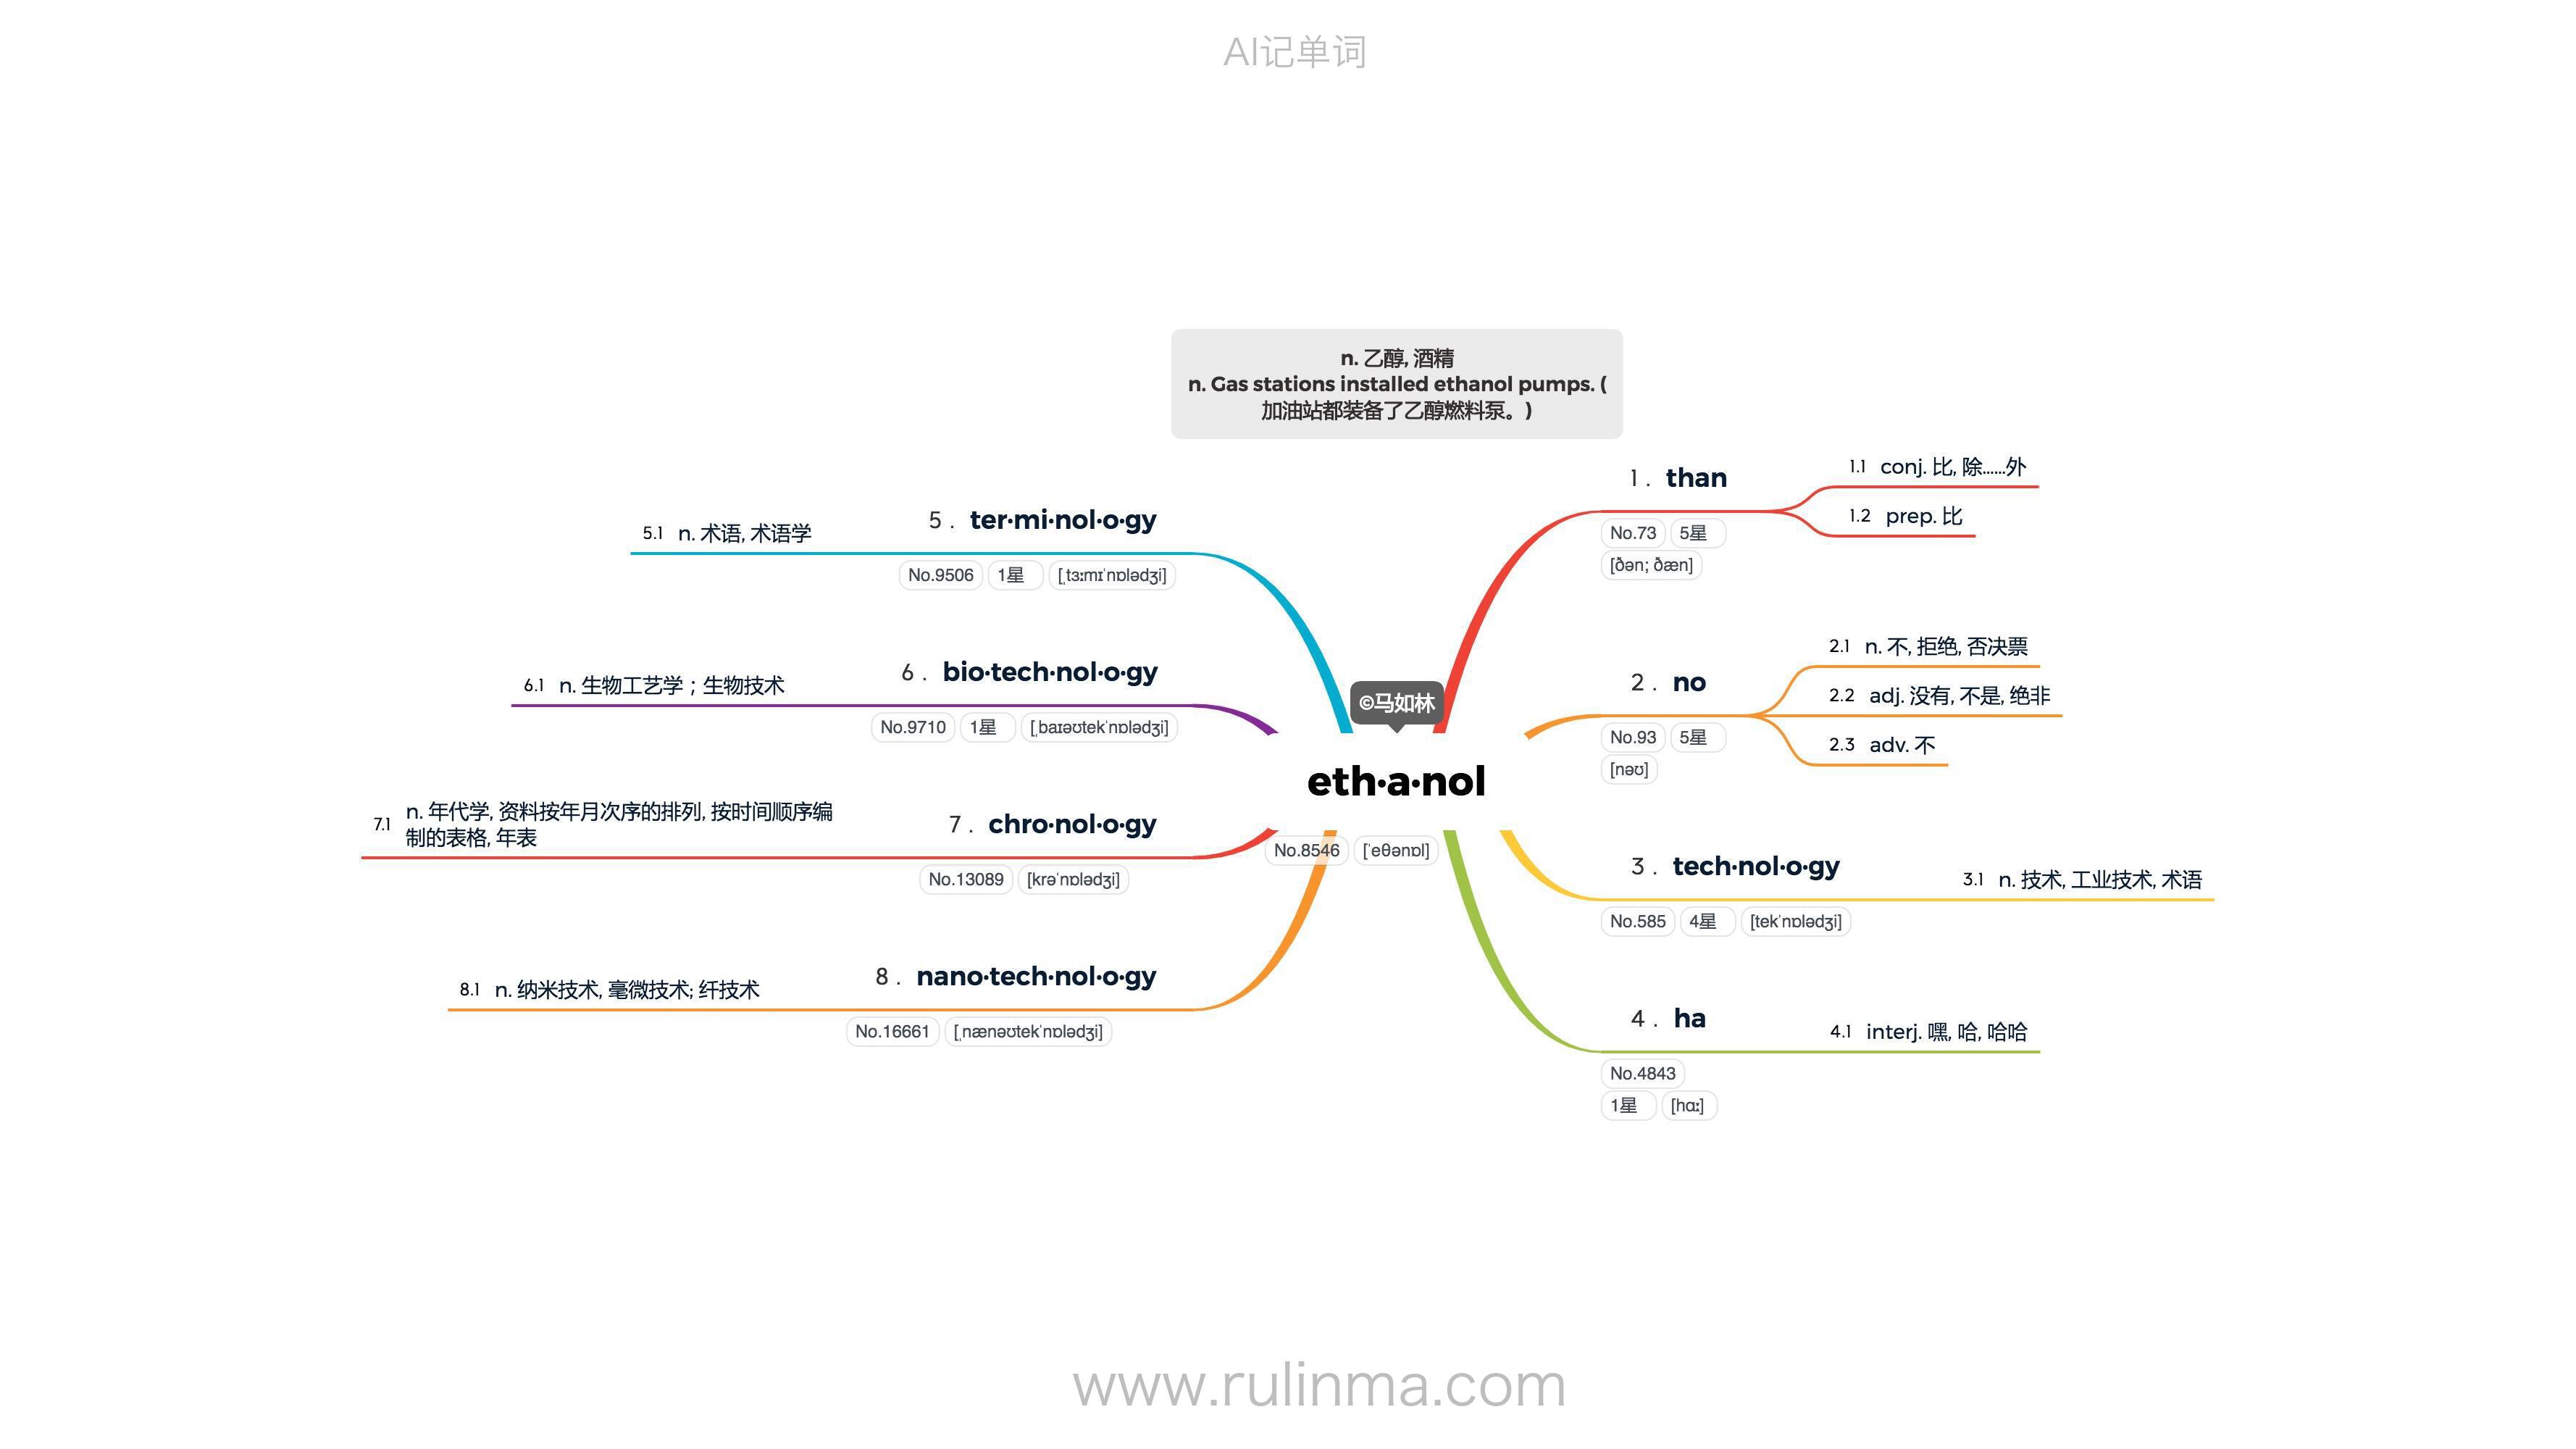 AI记单词
n. 乙醇, 酒精
n. Gas stations installed ethanol pumps. (
加油站都装备了乙醇燃料泵。)
©马如林
eth·a·nol
No.8546 [ˈeθənɒl]
1 . than
No.73 5星
[ðən; ðæn]
1.1 conj. 比, 除……外
1.2 prep. 比
2 . no
No.93 5星
[nəʊ]
2.1 n. 不, 拒绝, 否决票
2.2 adj. 没有, 不是, 绝非
2.3 adv. 不
3 . tech·nol·o·gy
No.585 4星 [tekˈnɒlədʒi]
3.1 n. 技术, 工业技术, 术语
4 . ha
No.4843
1星 [hɑː]
4.1 interj. 嘿, 哈, 哈哈
5 . ter·mi·nol·o·gy
No.9506 1星 [ˌtɜːmɪˈnɒlədʒi]
5.1 n. 术语, 术语学
6 . bio·tech·nol·o·gy
No.9710 1星 [ˌbaɪəʊtekˈnɒlədʒi]
6.1 n. 生物工艺学；生物技术
7 . chro·nol·o·gy
No.13089 [krəˈnɒlədʒi]
7.1 n. 年代学, 资料按年月次序的排列, 按时间顺序编
制的表格, 年表
8 . nano·tech·nol·o·gy
No.16661 [ˌnænəʊtekˈnɒlədʒi]
8.1 n. 纳米技术, 毫微技术; 纤技术
www.rulinma.com